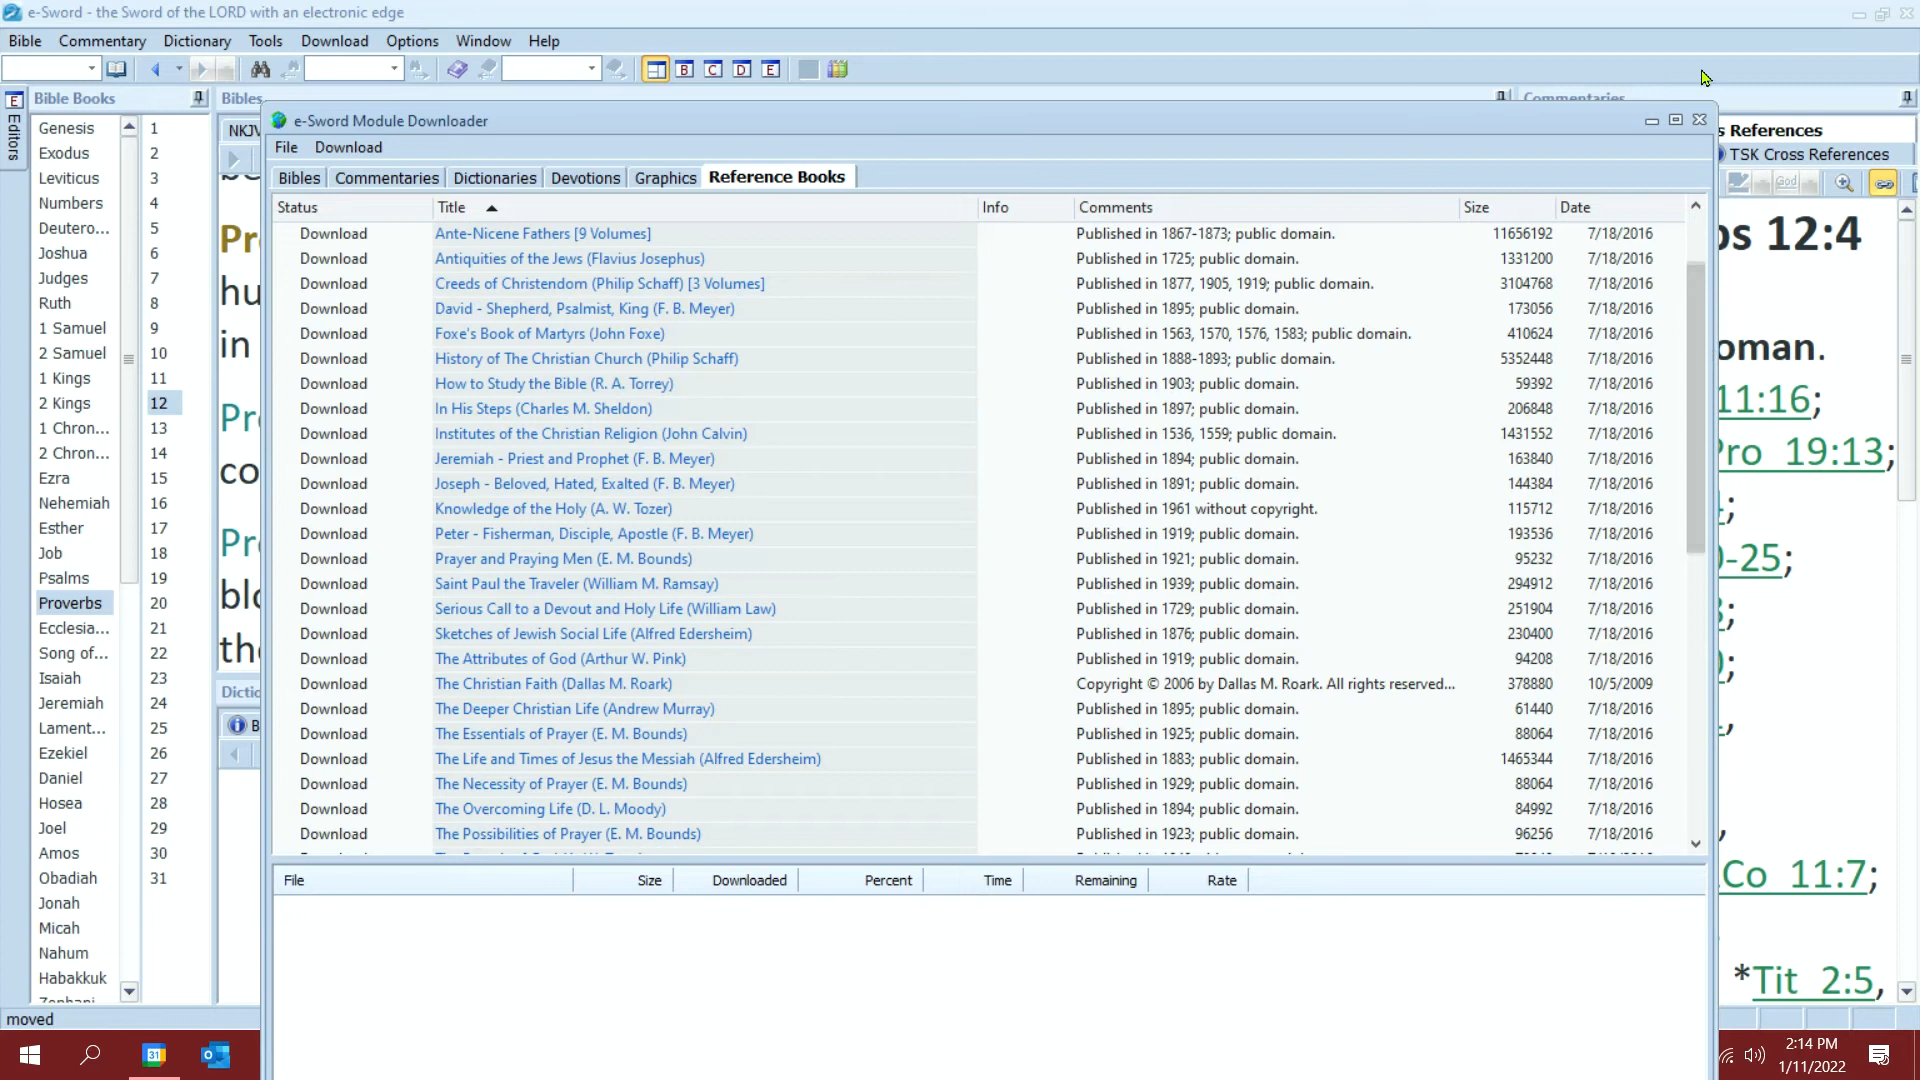 e-Sword - the Sword of the LORD with an electronic edge
Bible Commentary Dictionary Tools Download Options Window Help
B C D E
E Editors
Bible Books
Bibles
Commentaries
Genesis
Exodus
Leviticus
Numbers
Deutero...
Joshua
Judges
Ruth
1 Samuel
2 Samuel
1 Kings
2 Kings
1 Chron...
2 Chron...
Ezra
Nehemiah
Esther
Job
Psalms
Proverbs
Ecclesia...
Song of...
Isaiah
Jeremiah
Lament...
Ezekiel
Daniel
Hosea
Joel
Amos
Obadiah
Jonah
Micah
Nahum
Habakkuk
1
2
3
4
5
6
7
8
9
10
11
12
13
14
15
16
17
18
19
20
21
22
23
24
25
26
27
28
29
30
31
NKJV
Pr
hu
in
Pr
co
Pr
blo
the
Dictio
B
e-Sword Module Downloader
File Download
Bibles Commentaries Dictionaries Devotions Graphics Reference Books
Status Title Info Comments Size Date
Download Ante-Nicene Fathers [9 Volumes] Published in 1867-1873; public domain. 11656192 7/18/2016
Download Antiquities of the Jews (Flavius Josephus) Published in 1725; public domain. 1331200 7/18/2016
Download Creeds of Christendom (Philip Schaff) [3 Volumes] Published in 1877, 1905, 1919; public domain. 3104768 7/18/2016
Download David - Shepherd, Psalmist, King (F. B. Meyer) Published in 1895; public domain. 173056 7/18/2016
Download Foxe's Book of Martyrs (John Foxe) Published in 1563, 1570, 1576, 1583; public domain. 410624 7/18/2016
Download History of The Christian Church (Philip Schaff) Published in 1888-1893; public domain. 5352448 7/18/2016
Download How to Study the Bible (R. A. Torrey) Published in 1903; public domain. 59392 7/18/2016
Download In His Steps (Charles M. Sheldon) Published in 1897; public domain. 206848 7/18/2016
Download Institutes of the Christian Religion (John Calvin) Published in 1536, 1559; public domain. 1431552 7/18/2016
Download Jeremiah - Priest and Prophet (F. B. Meyer) Published in 1894; public domain. 163840 7/18/2016
Download Joseph - Beloved, Hated, Exalted (F. B. Meyer) Published in 1891; public domain. 144384 7/18/2016
Download Knowledge of the Holy (A. W. Tozer) Published in 1961 without copyright. 115712 7/18/2016
Download Peter - Fisherman, Disciple, Apostle (F. B. Meyer) Published in 1919; public domain. 193536 7/18/2016
Download Prayer and Praying Men (E. M. Bounds) Published in 1921; public domain. 95232 7/18/2016
Download Saint Paul the Traveler (William M. Ramsay) Published in 1939; public domain. 294912 7/18/2016
Download Serious Call to a Devout and Holy Life (William Law) Published in 1729; public domain. 251904 7/18/2016
Download Sketches of Jewish Social Life (Alfred Edersheim) Published in 1876; public domain. 230400 7/18/2016
Download The Attributes of God (Arthur W. Pink) Published in 1919; public domain. 94208 7/18/2016
Download The Christian Faith (Dallas M. Roark) Copyright © 2006 by Dallas M. Roark. All rights reserved... 378880 10/5/2009
Download The Deeper Christian Life (Andrew Murray) Published in 1895; public domain. 61440 7/18/2016
Download The Essentials of Prayer (E. M. Bounds) Published in 1925; public domain. 88064 7/18/2016
Download The Life and Times of Jesus the Messiah (Alfred Edersheim) Published in 1883; public domain. 1465344 7/18/2016
Download The Necessity of Prayer (E. M. Bounds) Published in 1929; public domain. 88064 7/18/2016
Download The Overcoming Life (D. L. Moody) Published in 1894; public domain. 84992 7/18/2016
Download The Possibilities of Prayer (E. M. Bounds) Published in 1923; public domain. 96256 7/18/2016
File Size Downloaded Percent Time Remaining Rate
s References
TSK Cross References
God
os 12:4
oman.
11:16;
Pro 19:13;
0-25;
Co 11:7;
*Tit 2:5,
moved
31
2:14 PM
1/11/2022